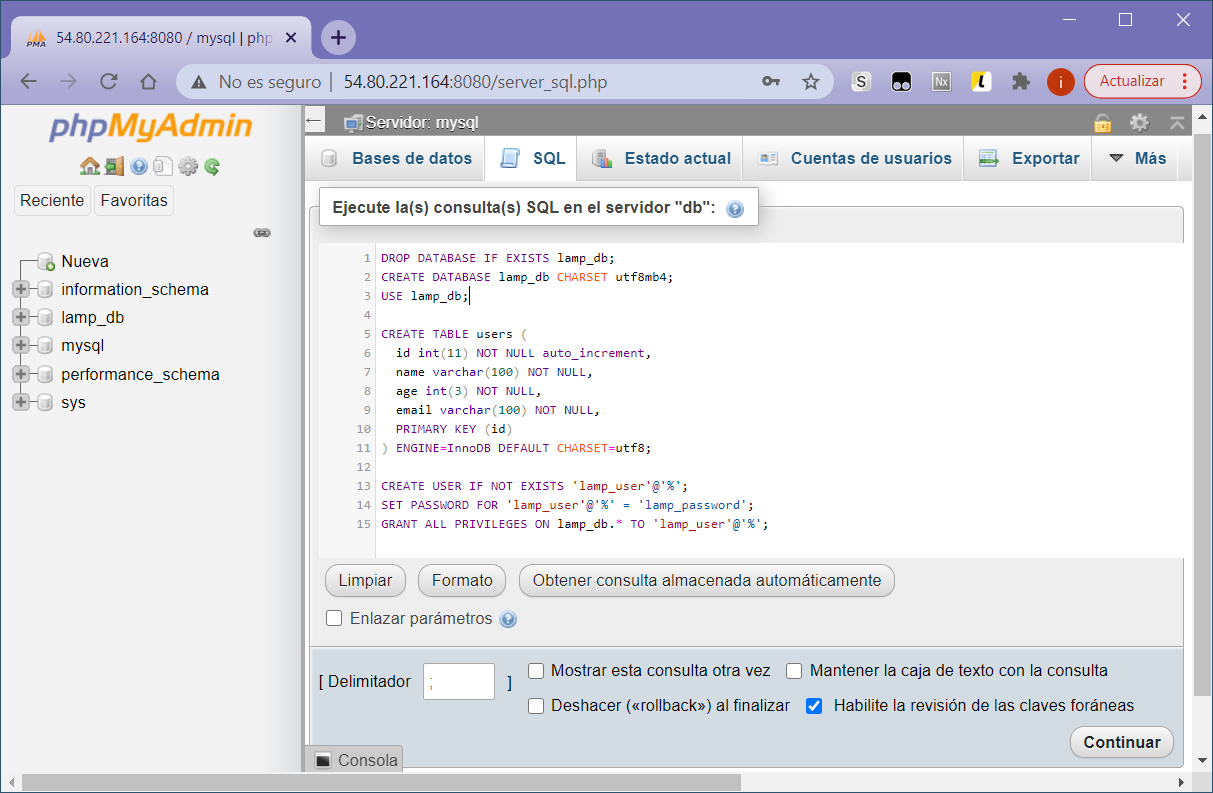 PMA 54.80.221.164:8080 / mysql | php
No es seguro | 54.80.221.164:8080/server_sql.php
S
Nx
L
i
Actualizar
phpMyAdmin
Reciente
Favoritas
Nueva
information_schema
lamp_db
mysql
performance_schema
sys
Servidor: mysql
Bases de datos
SQL
Estado actual
Cuentas de usuarios
Exportar
Más
Ejecute la(s) consulta(s) SQL en el servidor "db":
1 DROP DATABASE IF EXISTS lamp_db;
2 CREATE DATABASE lamp_db CHARSET utf8mb4;
3 USE lamp_db;
4
5 CREATE TABLE users (
6 id int(11) NOT NULL auto_increment,
7 name varchar(100) NOT NULL,
8 age int(3) NOT NULL,
9 email varchar(100) NOT NULL,
10 PRIMARY KEY (id)
11 ) ENGINE=InnoDB DEFAULT CHARSET=utf8;
12
13 CREATE USER IF NOT EXISTS 'lamp_user'@'%';
14 SET PASSWORD FOR 'lamp_user'@'%' = 'lamp_password';
15 GRANT ALL PRIVILEGES ON lamp_db.* TO 'lamp_user'@'%';
Limpiar
Formato
Obtener consulta almacenada automáticamente
Enlazar parámetros
[ Delimitador ; ]
Mostrar esta consulta otra vez
Mantener la caja de texto con la consulta
Deshacer («rollback») al finalizar
Habilite la revisión de las claves foráneas
Continuar
Consola